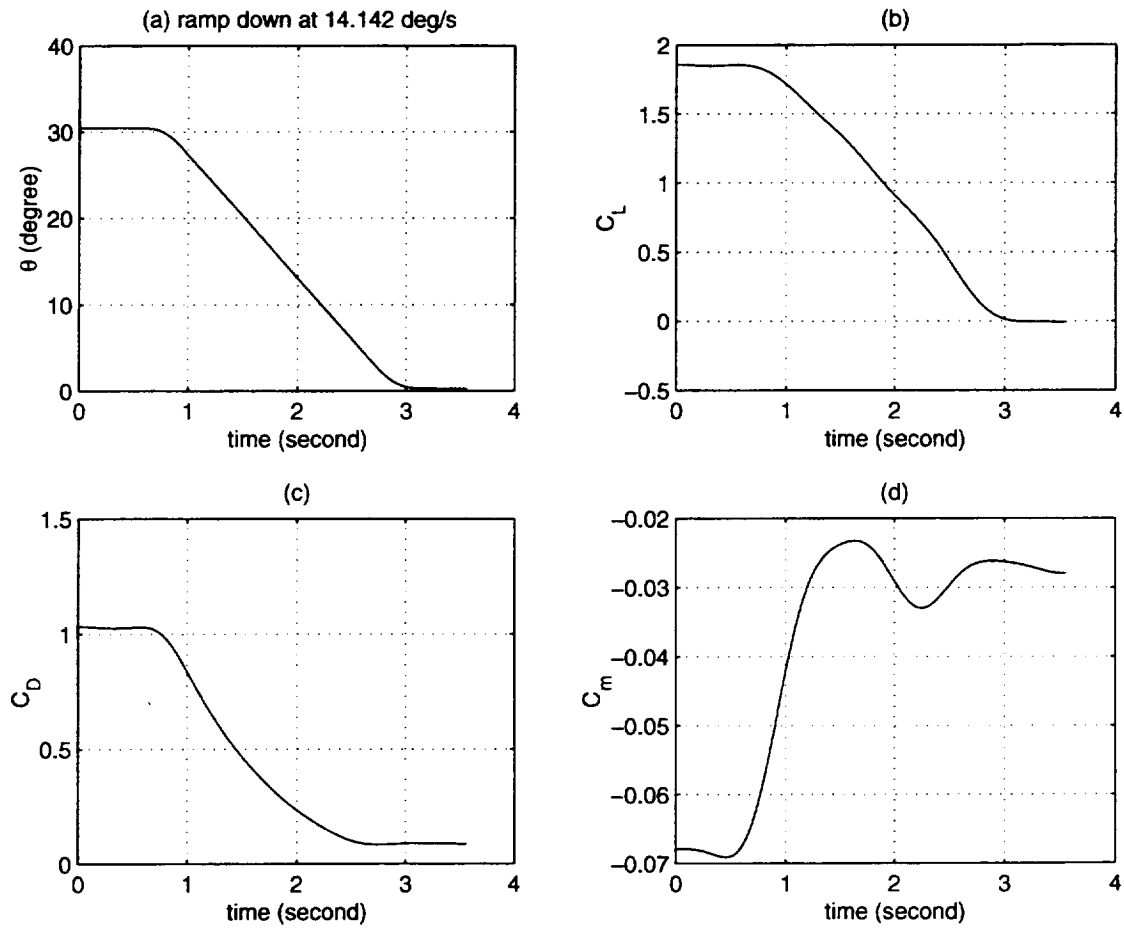 (a) ramp down at 14.142 deg/s
40
30
20
10
0
θ (degree)
0 1 2 3 4
time (second)
(b)
2
1.5
1
0.5
0
−0.5
C_L
0 1 2 3 4
time (second)
(c)
1.5
1
0.5
0
C_D
0 1 2 3 4
time (second)
(d)
−0.02
−0.03
−0.04
−0.05
−0.06
−0.07
C_m
0 1 2 3 4
time (second)